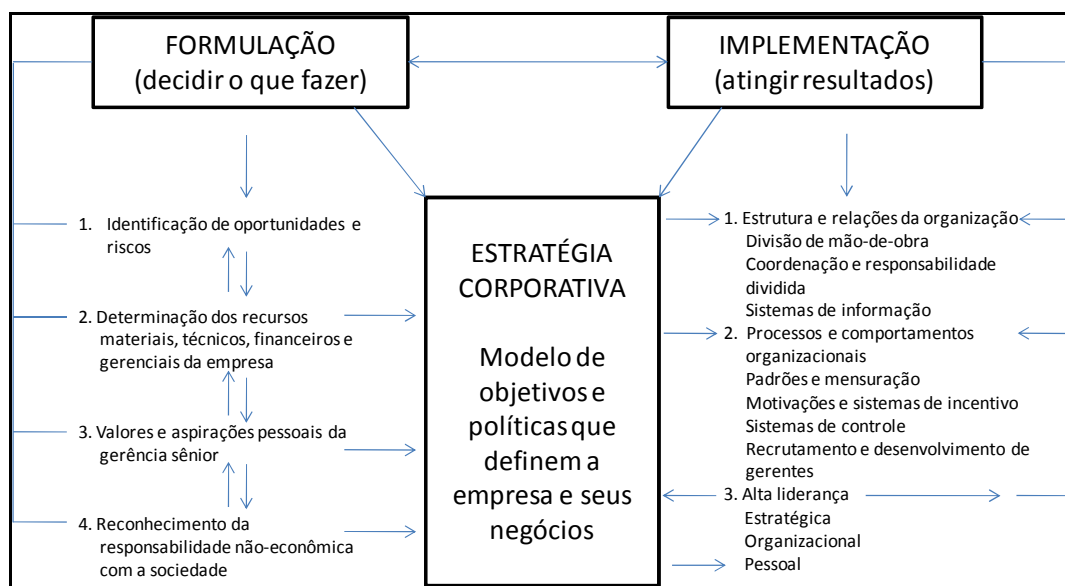 FORMULAÇÃO
(decidir o que fazer)
IMPLEMENTAÇÃO
(atingir resultados)
1. Identificação de oportunidades e
riscos
2. Determinação dos recursos
materiais, técnicos, financeiros e
gerenciais da empresa
3. Valores e aspirações pessoais da
gerência sênior
4. Reconhecimento da
responsabilidade não-econômica
com a sociedade
ESTRATÉGIA
CORPORATIVA
Modelo de
objetivos e
políticas que
definem a
empresa e seus
negócios
1. Estrutura e relações da organização
Divisão de mão-de-obra
Coordenação e responsabilidade
dividida
Sistemas de informação
2. Processos e comportamentos
organizacionais
Padrões e mensuração
Motivações e sistemas de incentivo
Sistemas de controle
Recrutamento e desenvolvimento de
gerentes
3. Alta liderança
Estratégica
Organizacional
Pessoal